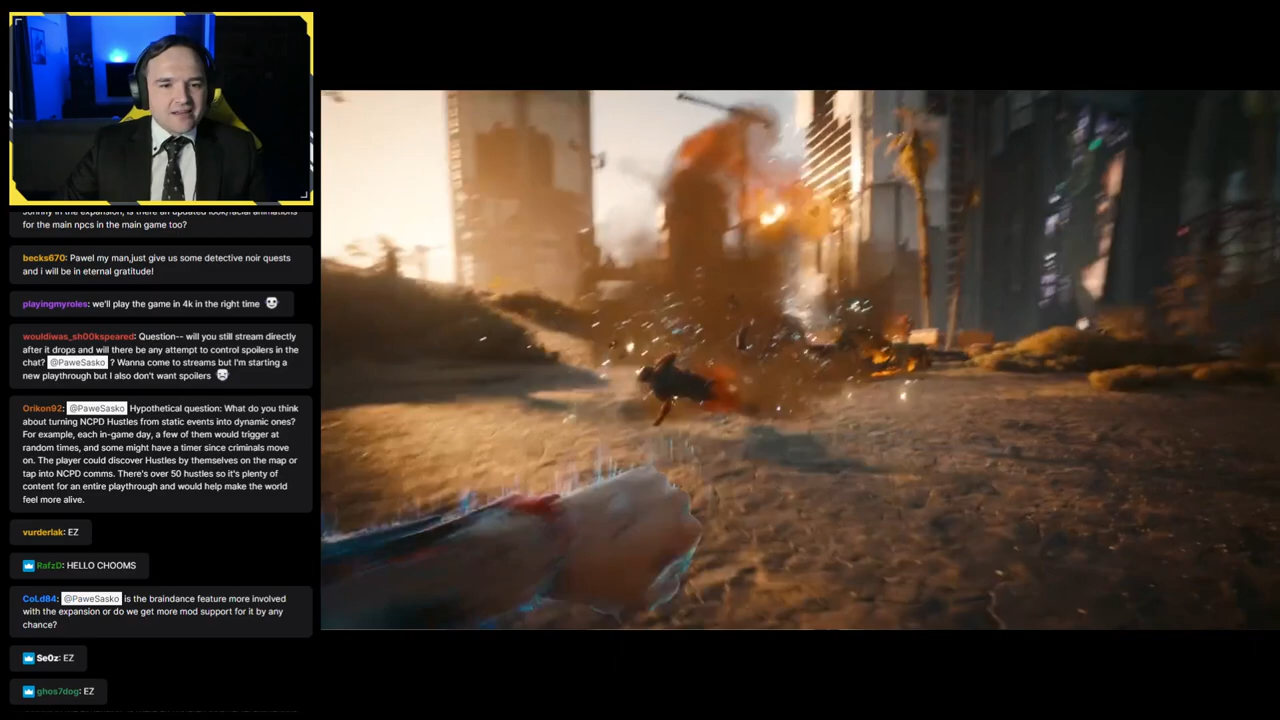 Johnny in the expansion, is there an updated look/facial animations
for the main npcs in the main game too?
becks670: Pawel my man,just give us some detective noir quests
and i will be in eternal gratitude!
playingmyroles: we'll play the game in 4k in the right time
wouldiwas_sh00kspeared: Question-- will you still stream directly
after it drops and will there be any attempt to control spoilers in the
chat? @PaweSasko ? Wanna come to streams but I'm starting a
new playthrough but I also don't want spoilers
Orikon92: @PaweSasko Hypothetical question: What do you think
about turning NCPD Hustles from static events into dynamic ones?
For example, each in-game day, a few of them would trigger at
random times, and some might have a timer since criminals move
on. The player could discover Hustles by themselves on the map or
tap into NCPD comms. There's over 50 hustles so it's plenty of
content for an entire playthrough and would help make the world
feel more alive.
vurderlak: EZ
RafzD: HELLO CHOOMS
CoLd84: @PaweSasko is the braindance feature more involved
with the expansion or do we get more mod support for it by any
chance?
Se0z: EZ
ghos7dog: EZ